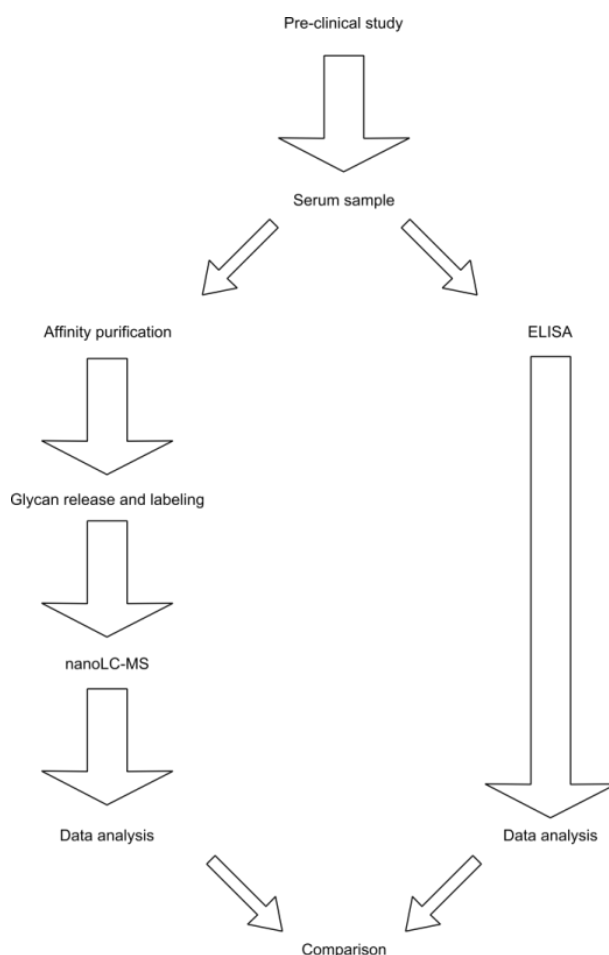 Pre-clinical study
Serum sample
Affinity purification
ELISA
Glycan release and labeling
nanoLC-MS
Data analysis
Data analysis
Comparison